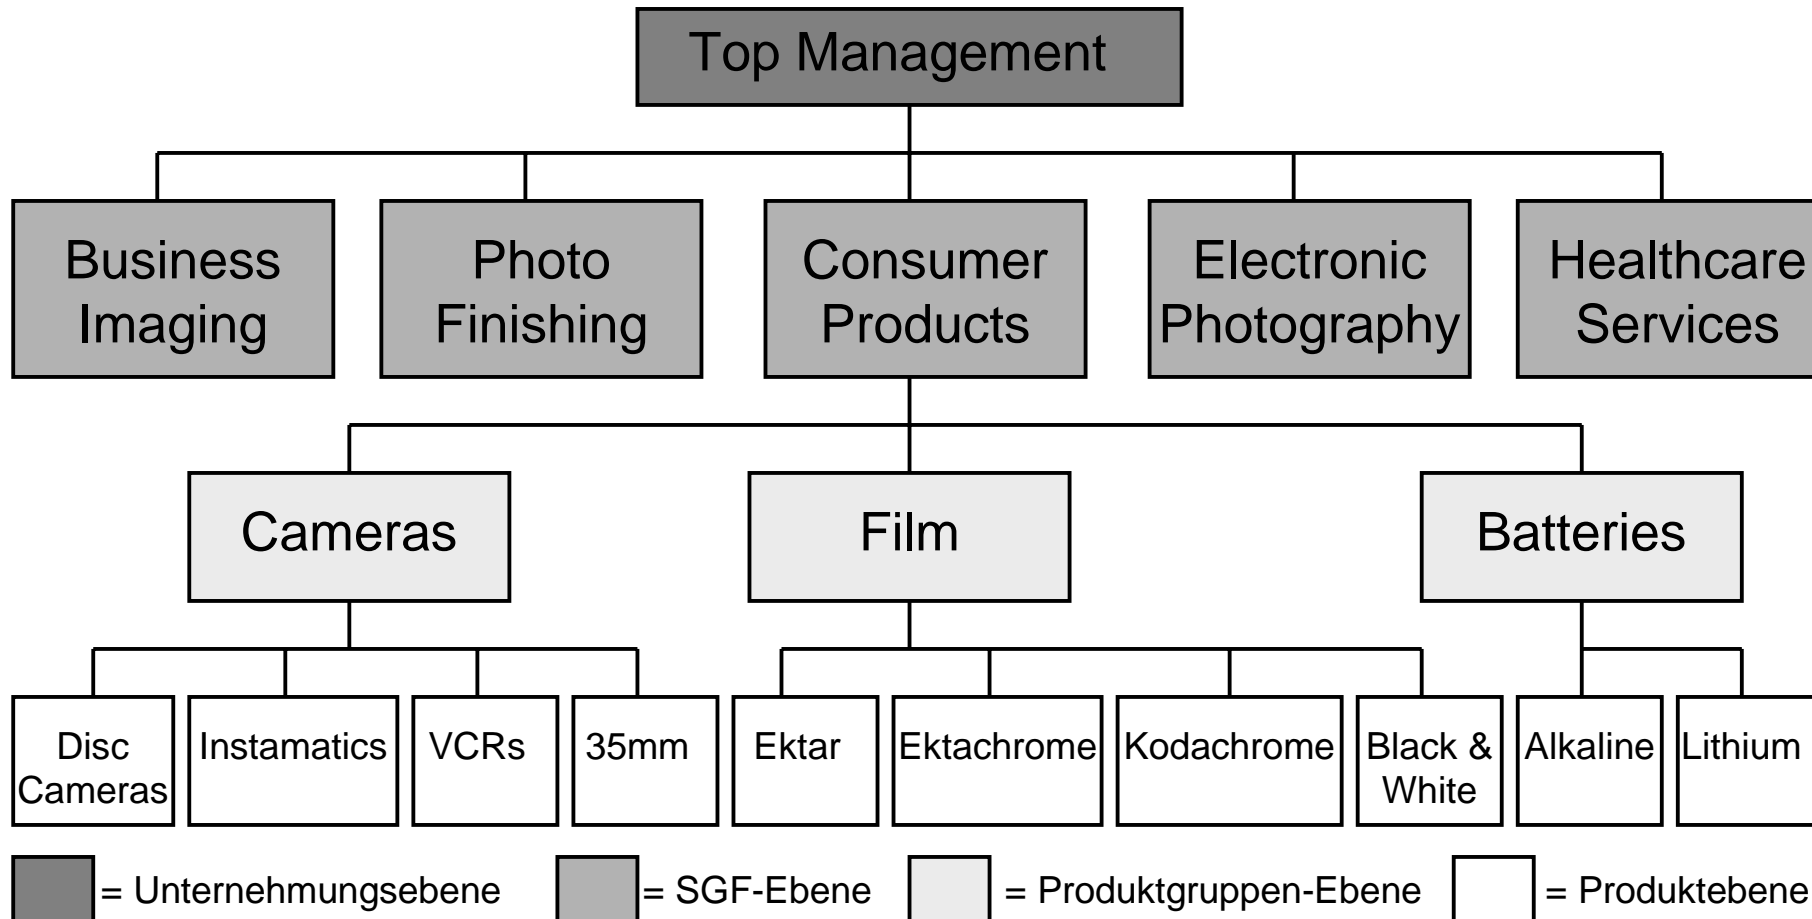 Top Management
Business
Imaging
Photo
Finishing
Consumer
Products
Electronic
Photography
Healthcare
Services
Cameras
Film
Batteries
Disc
Cameras
Instamatics
VCRs
35mm
Ektar
Ektachrome
Kodachrome
Black &
White
Alkaline
Lithium
= Unternehmungsebene
= SGF-Ebene
= Produktgruppen-Ebene
= Produktebene